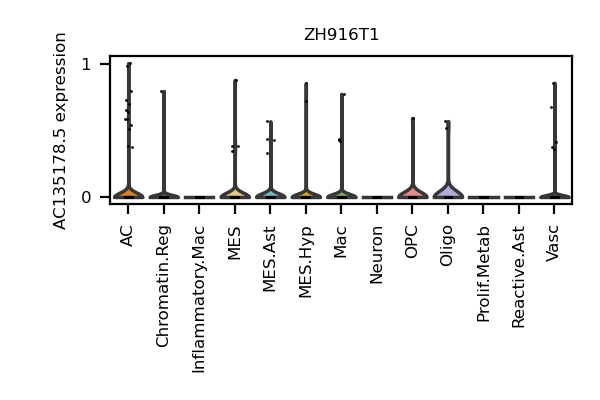 ZH916T1
AC135178.5 expression
1
0
AC
Chromatin.Reg
Inflammatory.Mac
MES
MES.Ast
MES.Hyp
Mac
Neuron
OPC
Oligo
Prolif.Metab
Reactive.Ast
Vasc